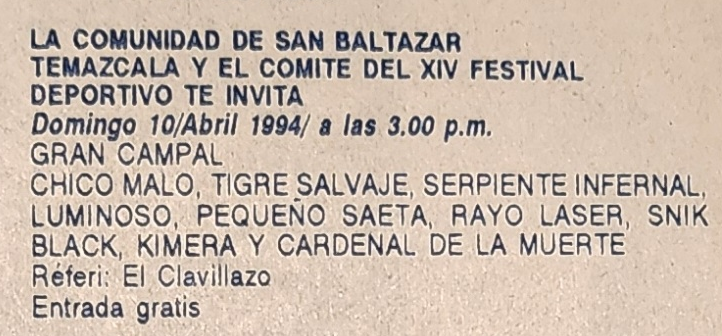 LA COMUNIDAD DE SAN BALTAZAR
TEMAZCALA Y EL COMITE DEL XIV FESTIVAL
DEPORTIVO TE INVITA
Domingo 10/Abril 1994/ a las 3.00 p.m.
GRAN CAMPAL
CHICO MALO, TIGRE SALVAJE, SERPIENTE INFERNAL,
LUMINOSO, PEQUEÑO SAETA, RAYO LASER, SNIK
BLACK, KIMERA Y CARDENAL DE LA MUERTE
Réferi: El Clavillazo
Entrada gratis